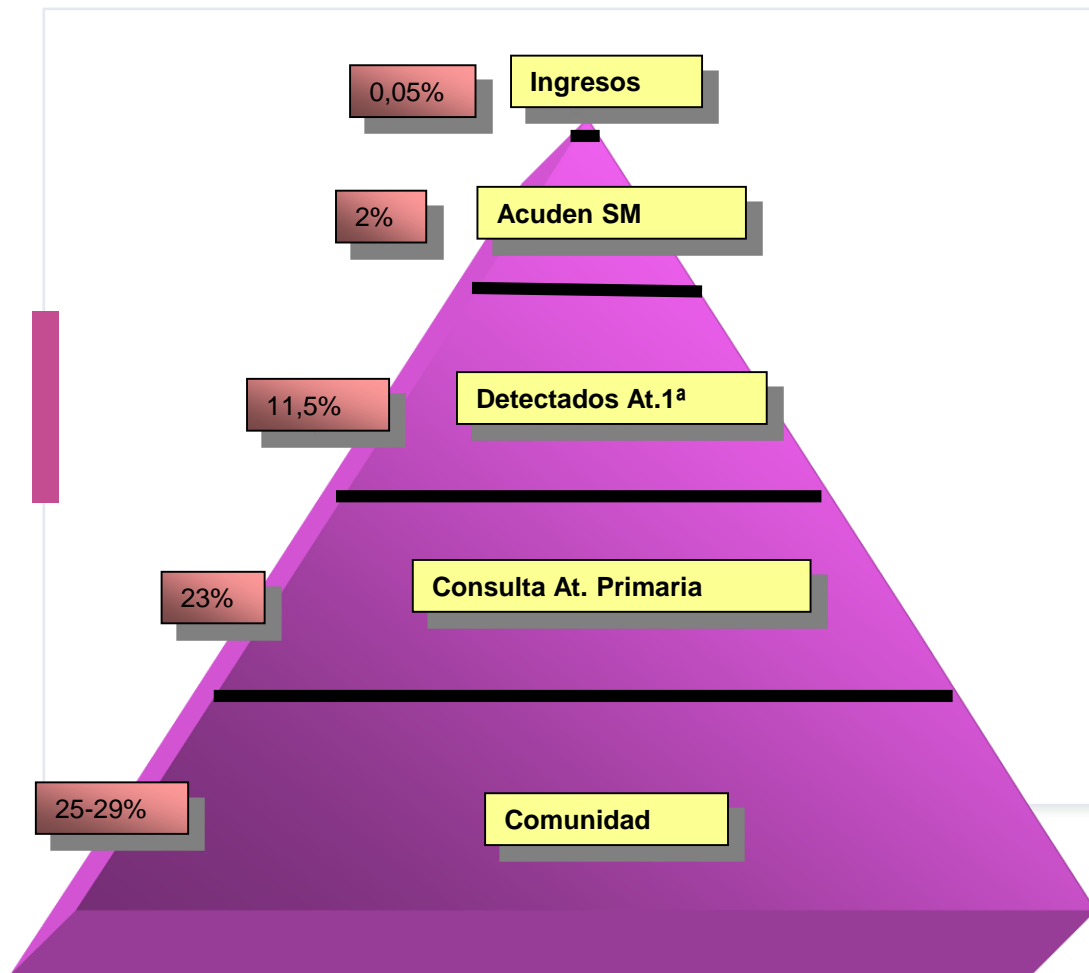 0,05%
Ingresos
2%
Acuden SM
11,5%
Detectados At.1ª
23%
Consulta At. Primaria
25-29%
Comunidad